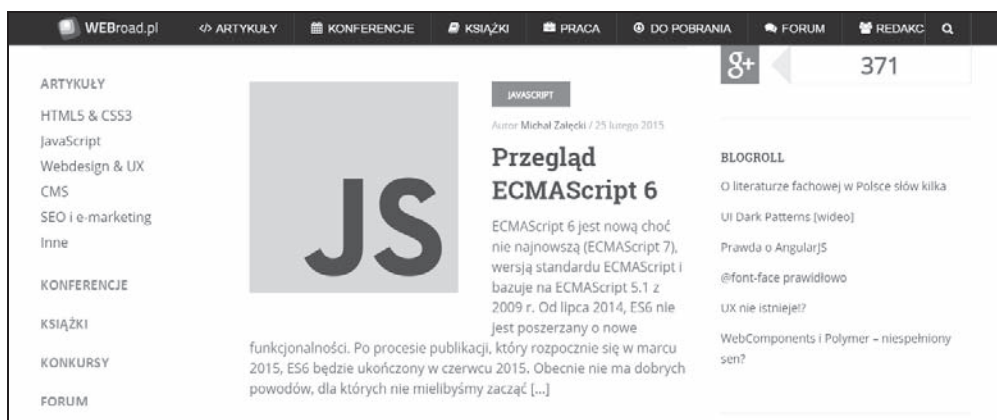 WEBroad.pl
</> ARTYKUŁY
KONFERENCJE
KSIĄŻKI
PRACA
DO POBRANIA
FORUM
REDAKC
ARTYKUŁY
HTML5 & CSS3
JavaScript
Webdesign & UX
CMS
SEO i e-marketing
Inne
KONFERENCJE
KSIĄŻKI
KONKURSY
FORUM
JS
JAVASCRIPT
Autor Michał Załęcki / 25 lutego 2015
Przegląd
ECMAScript 6
ECMAScript 6 jest nową choć
nie najnowszą (ECMAScript 7),
wersją standardu ECMAScript i
bazuje na ECMAScript 5.1 z
2009 r. Od lipca 2014, ES6 nie
jest poszerzany o nowe
funkcjonalności. Po procesie publikacji, który rozpocznie się w marcu
2015, ES6 będzie ukończony w czerwcu 2015. Obecnie nie ma dobrych
powodów, dla których nie mielibyśmy zacząć [...]
g+
371
BLOGROLL
O literaturze fachowej w Polsce słów kilka
UI Dark Patterns [wideo]
Prawda o AngularJS
@font-face prawidłowo
UX nie istnieje!?
WebComponents i Polymer – niespełniony
sen?